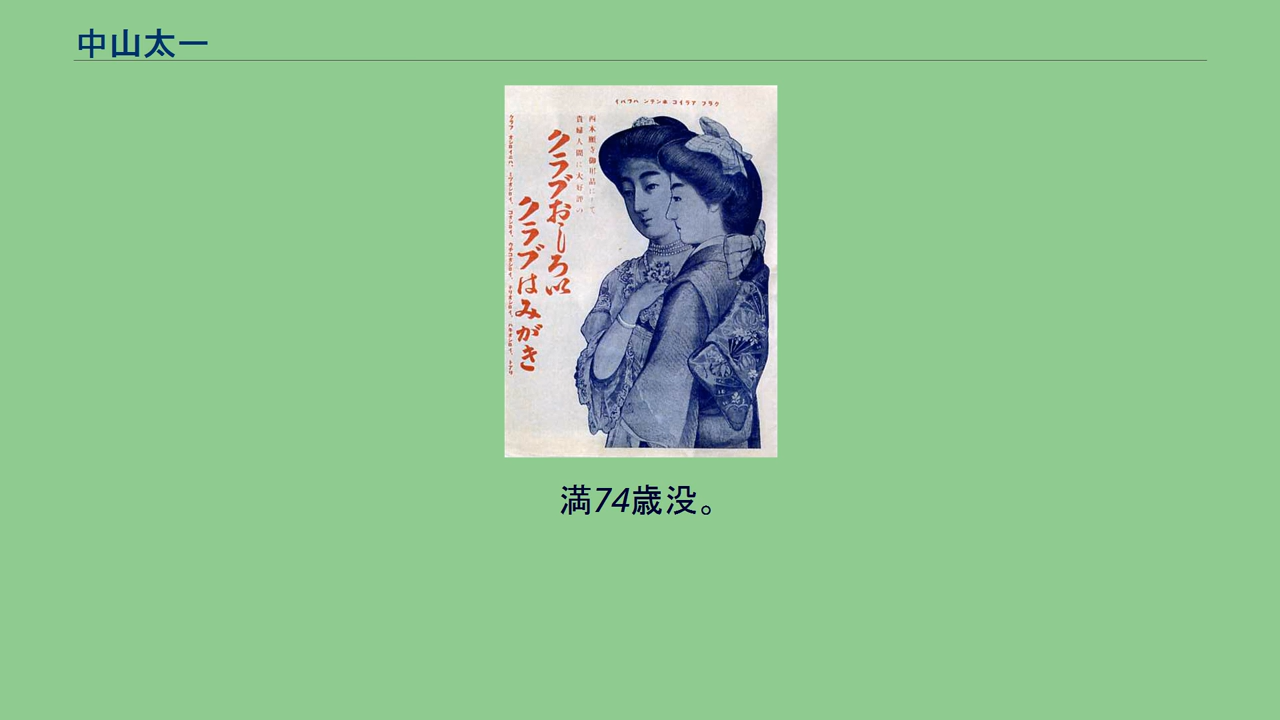 中山太一
西本願寺御用品にして
貴婦人間に大好評の
クラブおしろい
クラブはみがき
満74歳没。